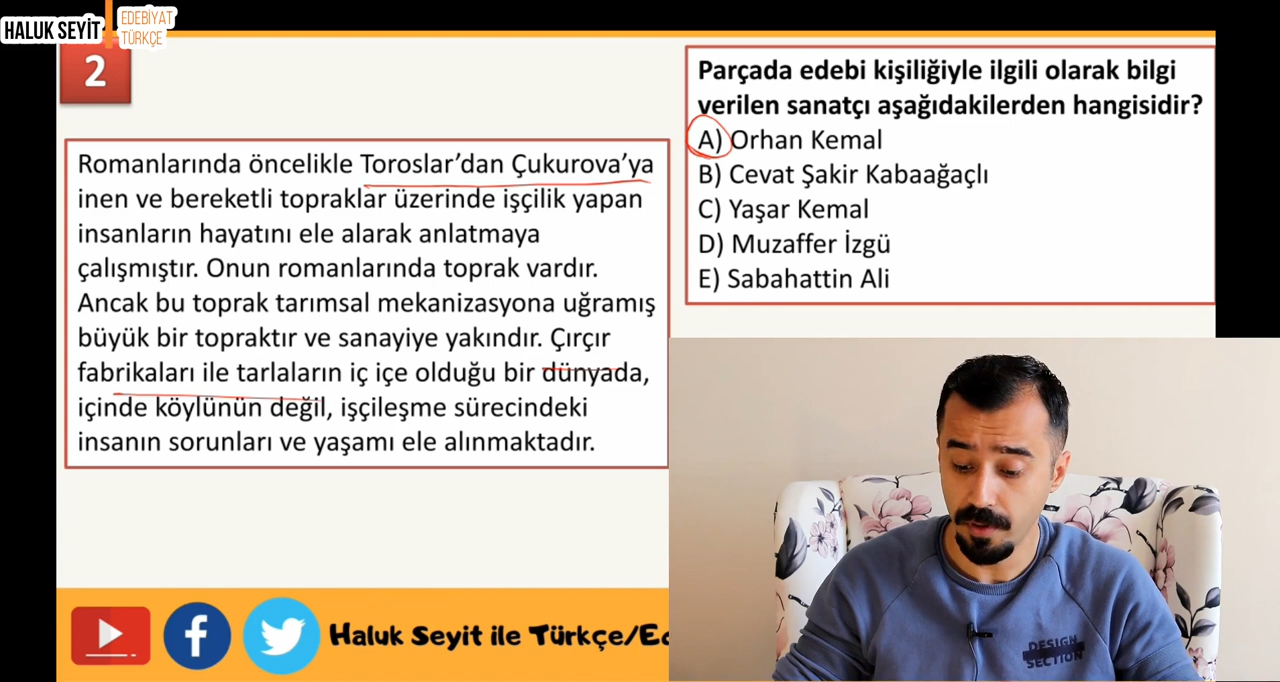 HALUK SEYİT
EDEBİYAT
TÜRKÇE
2
Romanlarında öncelikle Toroslar’dan Çukurova’ya
inen ve bereketli topraklar üzerinde işçilik yapan
insanların hayatını ele alarak anlatmaya
çalışmıştır. Onun romanlarında toprak vardır.
Ancak bu toprak tarımsal mekanizasyona uğramış
büyük bir topraktır ve sanayiye yakındır. Çırçır
fabrikaları ile tarlaların iç içe olduğu bir dünyada,
içinde köylünün değil, işçileşme sürecindeki
insanın sorunları ve yaşamı ele alınmaktadır.
Parçada edebi kişiliğiyle ilgili olarak bilgi
verilen sanatçı aşağıdakilerden hangisidir?
A) Orhan Kemal
B) Cevat Şakir Kabaağaçlı
C) Yaşar Kemal
D) Muzaffer İzgü
E) Sabahattin Ali
Haluk Seyit ile Türkçe/Ed
DESIGN
SECTION